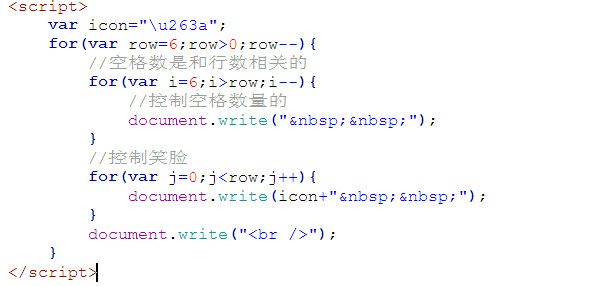 <script>
var icon="\u263a";
for(var row=6;row>0;row--){
//空格数是和行数相关的
for(var i=6;i>row;i--){
//控制空格数量的
document.write("&nbsp;&nbsp;");
}
//控制笑脸
for(var j=0;j<row;j++){
document.write(icon+"&nbsp;&nbsp;");
}
document.write("<br />");
}
</script>